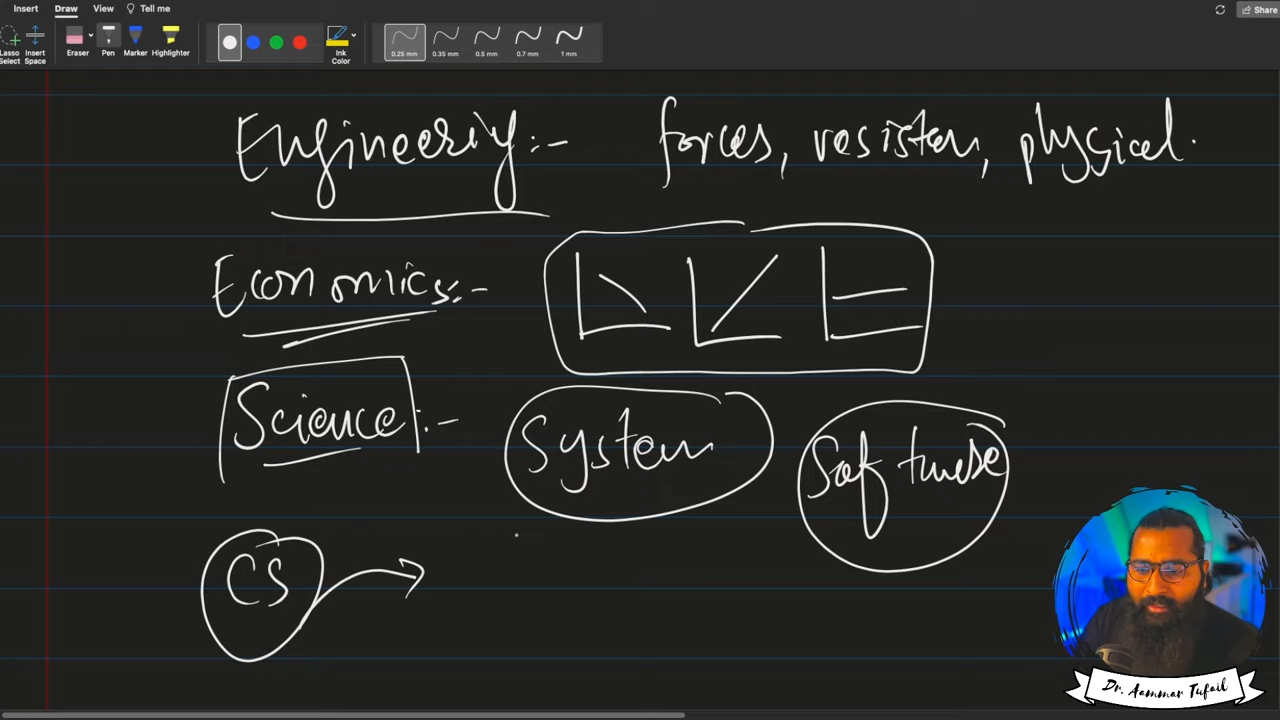 Insert Draw View Tell me
Share
Lasso Select
Insert Space
Eraser
Pen
Marker
Highlighter
Ink Color
0.25 mm
0.35 mm
0.5 mm
0.7 mm
1 mm
Engineering:- forces, resisten, physical.
Economics:-
Science:- System Software
CS
Dr. Aammar Tufail